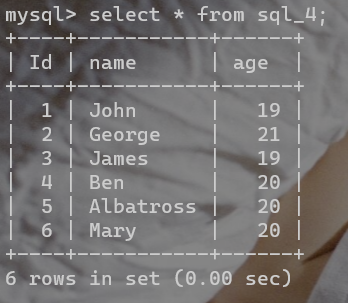 mysql> select * from sql_4;
+----+-----------+------+
| Id | name      | age  |
+----+-----------+------+
|  1 | John      |   19 |
|  2 | George    |   21 |
|  3 | James     |   19 |
|  4 | Ben       |   20 |
|  5 | Albatross |   20 |
|  6 | Mary      |   20 |
+----+-----------+------+
6 rows in set (0.00 sec)